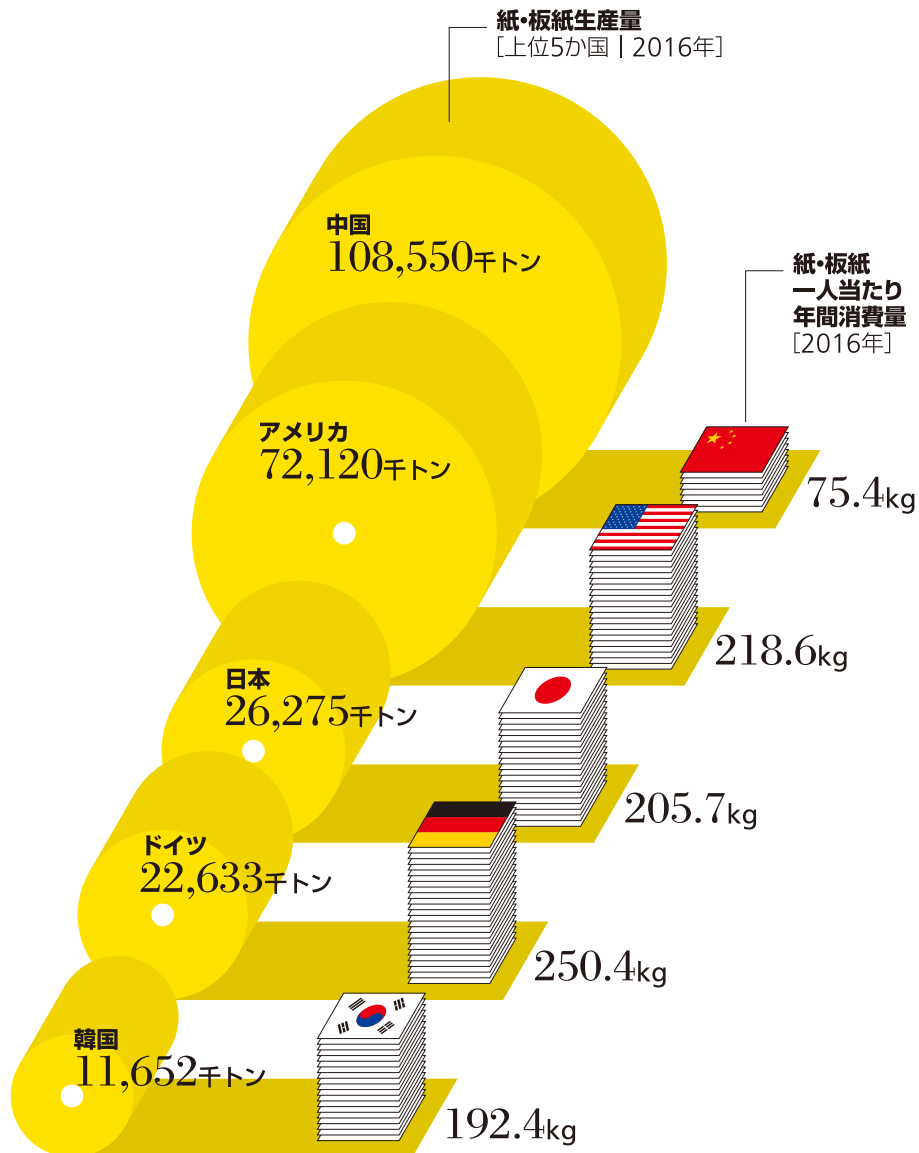 紙・板紙生産量
[上位5か国 | 2016年]
中国
108,550千トン
紙・板紙
一人当たり
年間消費量
[2016年]
アメリカ
72,120千トン
75.4kg
218.6kg
日本
26,275千トン
205.7kg
ドイツ
22,633千トン
250.4kg
韓国
11,652千トン
192.4kg